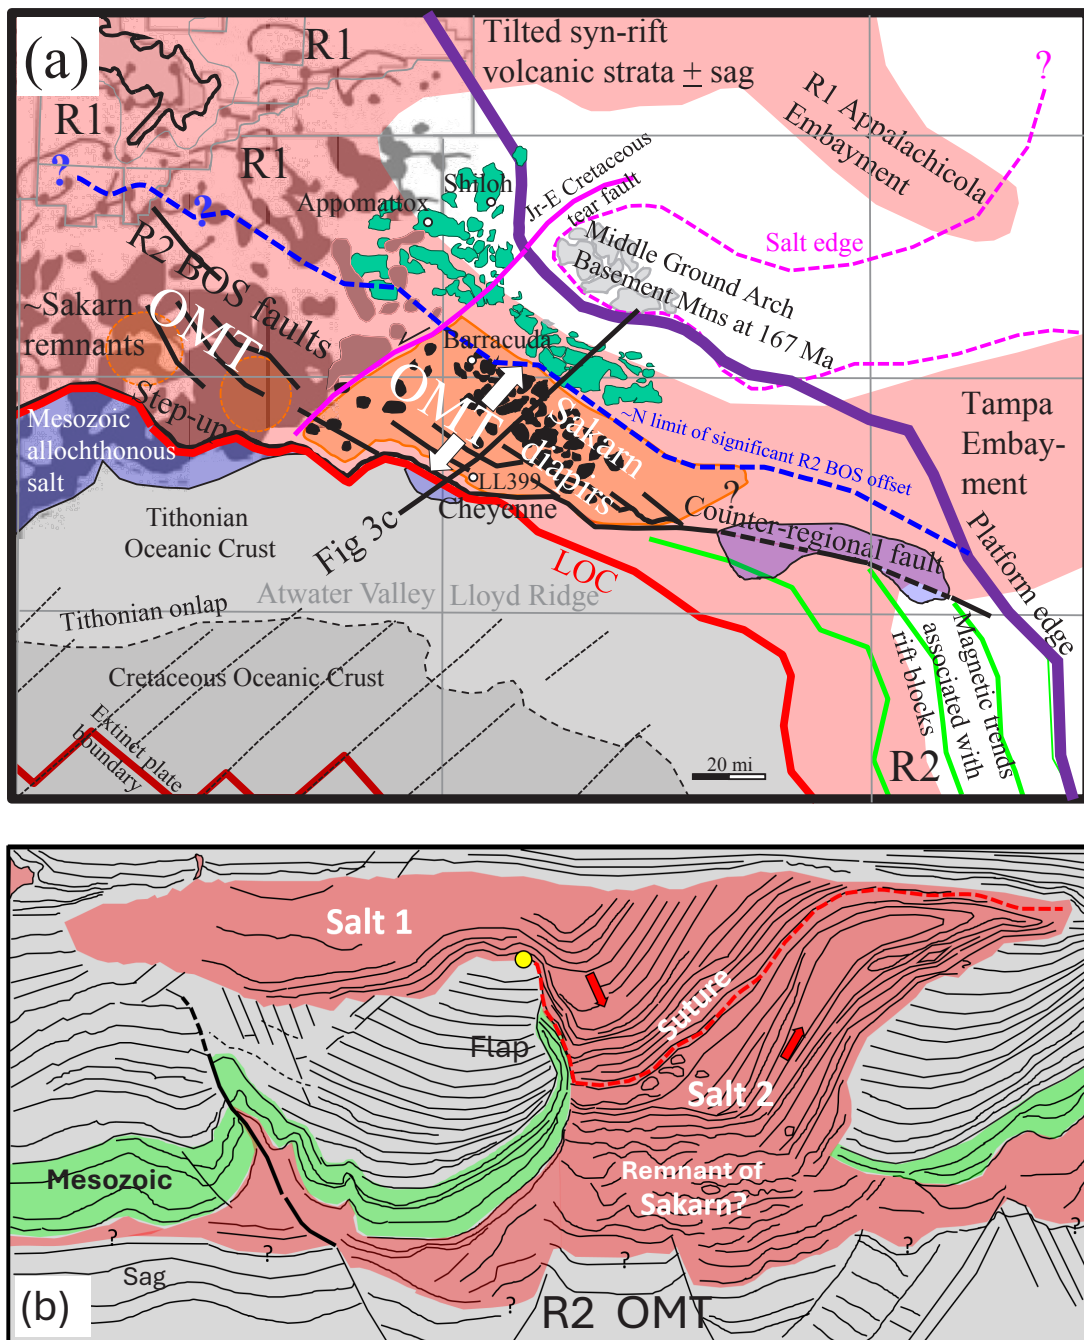 (a)
R1
Tilted syn-rift
volcanic strata ± sag
?
R1
R1
R1 Appalachicola
Embayment
?
?
Shiloh
Appomattox
Jr-E Cretaceous
tear fault
Salt edge
Middle Ground Arch
Basement Mtns at 167 Ma
R2 BOS faults
OMT
~Sakarn
remnants
Barracuda
OMT
Sakarn
diapirs
~N limit of significant R2 BOS offset
Tampa
Embay-
ment
Step-up
Mesozoic
allochthonous
salt
LL399
Cheyenne
?
Counter-regional fault
Platform edge
Tithonian
Oceanic Crust
Fig 3c
LOC
Atwater Valley
Lloyd Ridge
Tithonian onlap
Cretaceous Oceanic Crust
Magnetic trends
associated with
rift blocks
Extinct plate
boundary
20 mi
R2
Salt 1
Suture
Flap
Salt 2
Mesozoic
Remnant of
Sakarn?
?
?
?
?
?
?
Sag
?
(b)
R2 OMT